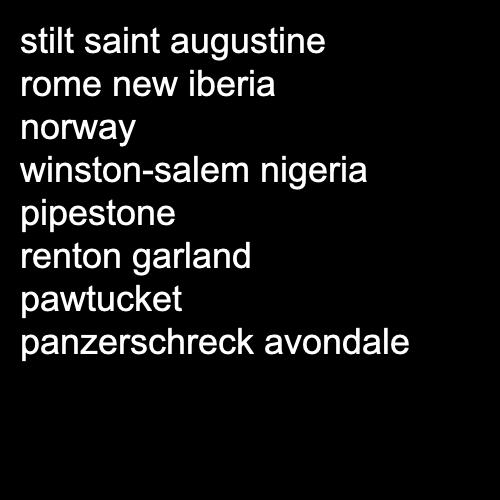 stilt saint augustine
rome new iberia
norway
winston-salem nigeria
pipestone
renton garland
pawtucket
panzerschreck avondale